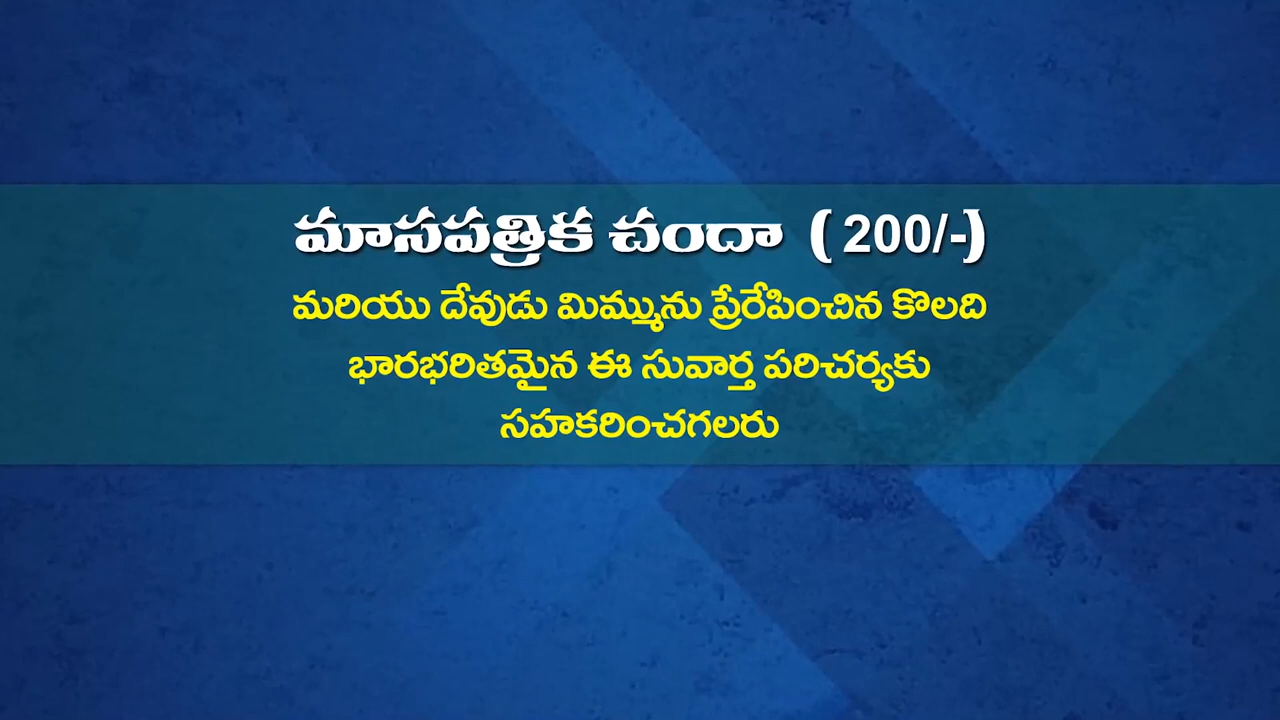 మాసపత్రిక చందా ( 200/-)
మరియు దేవుడు మిమ్మును ప్రేరేపించిన కొలది
భారభరితమైన ఈ సువార్త పరిచర్యకు
సహకరించగలరు